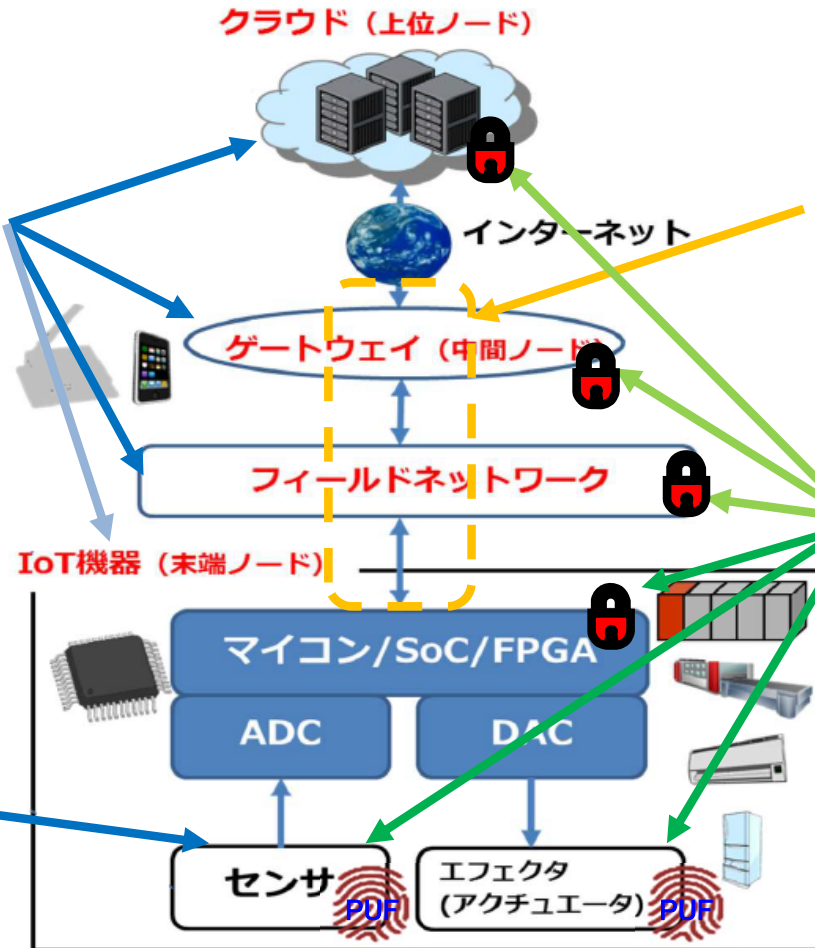 クラウド（上位ノード）
インターネット
ゲートウェイ（中間ノード）
フィールドネットワーク
IoT機器（末端ノード）
マイコン/SoC/FPGA
ADC
DAC
センサ
PUF
エフェクタ
(アクチュエータ)
PUF